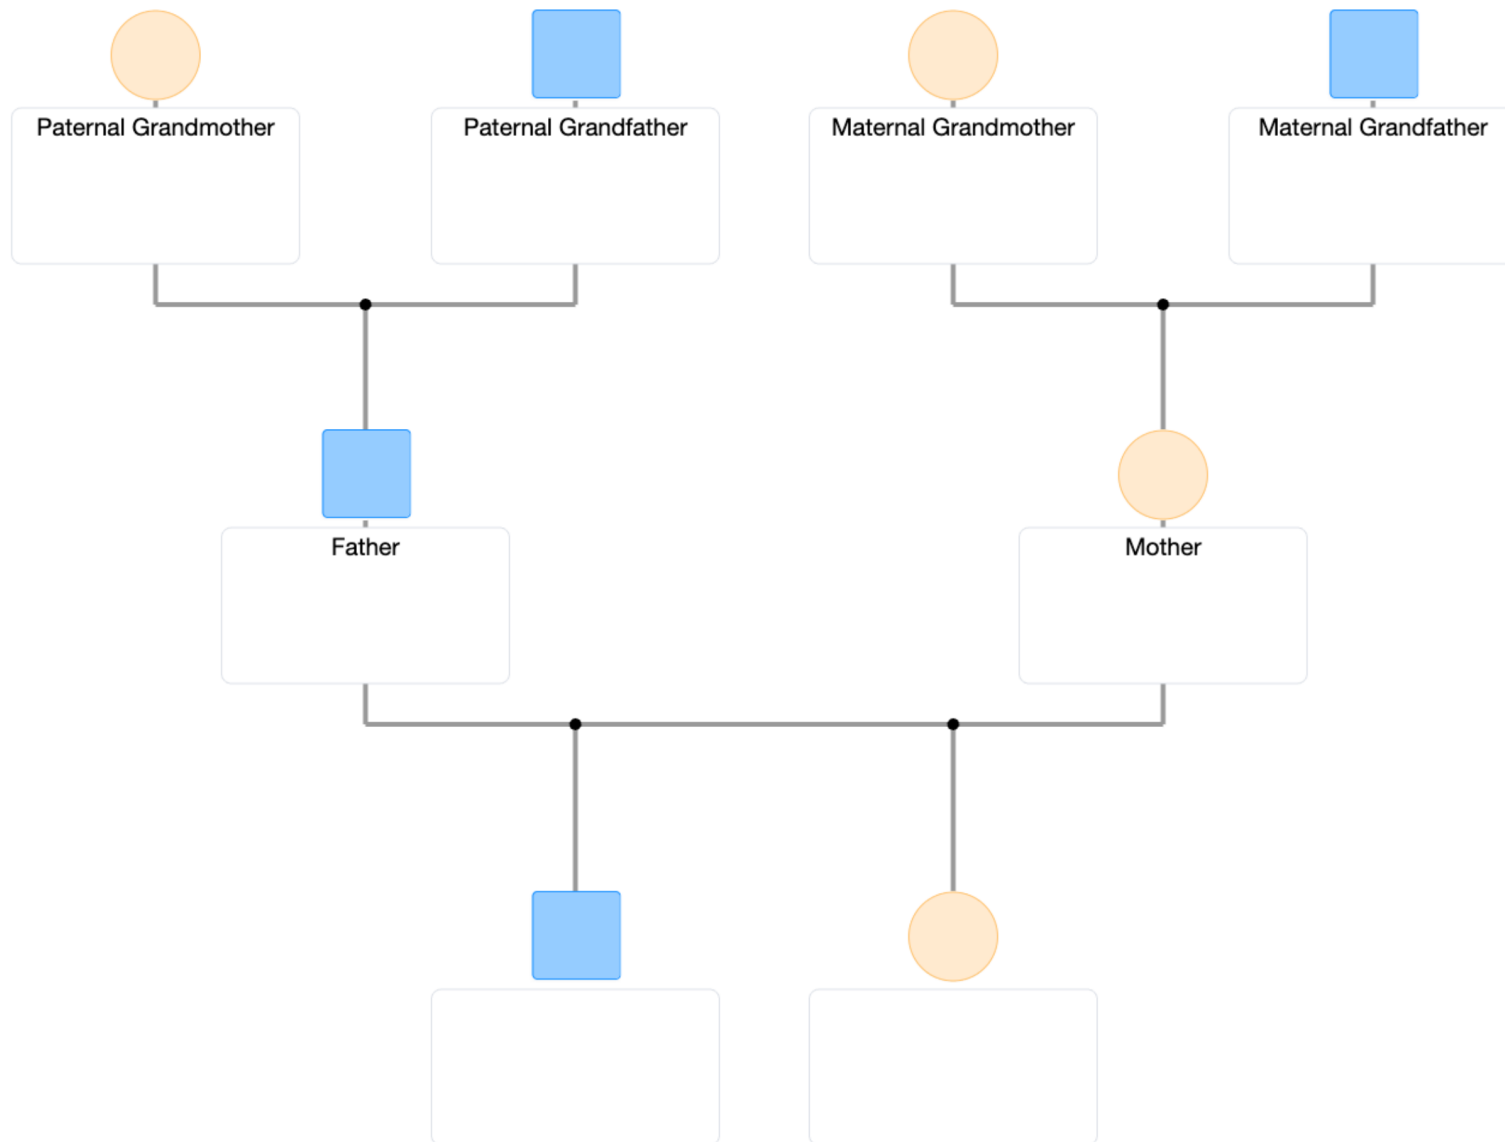 Paternal Grandmother
Paternal Grandfather
Maternal Grandmother
Maternal Grandfather
Father
Mother